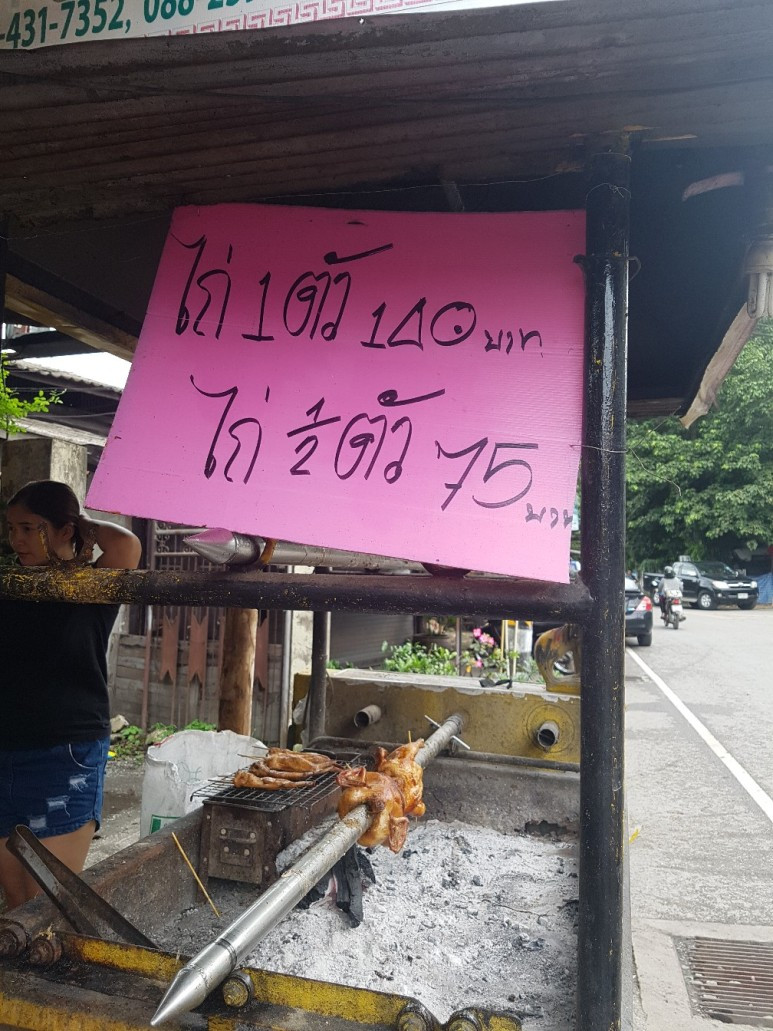 -431-7352, 088-2
ไก่ 1 ตัว 140 บาท
ไก่ ½ ตัว 75 บาท